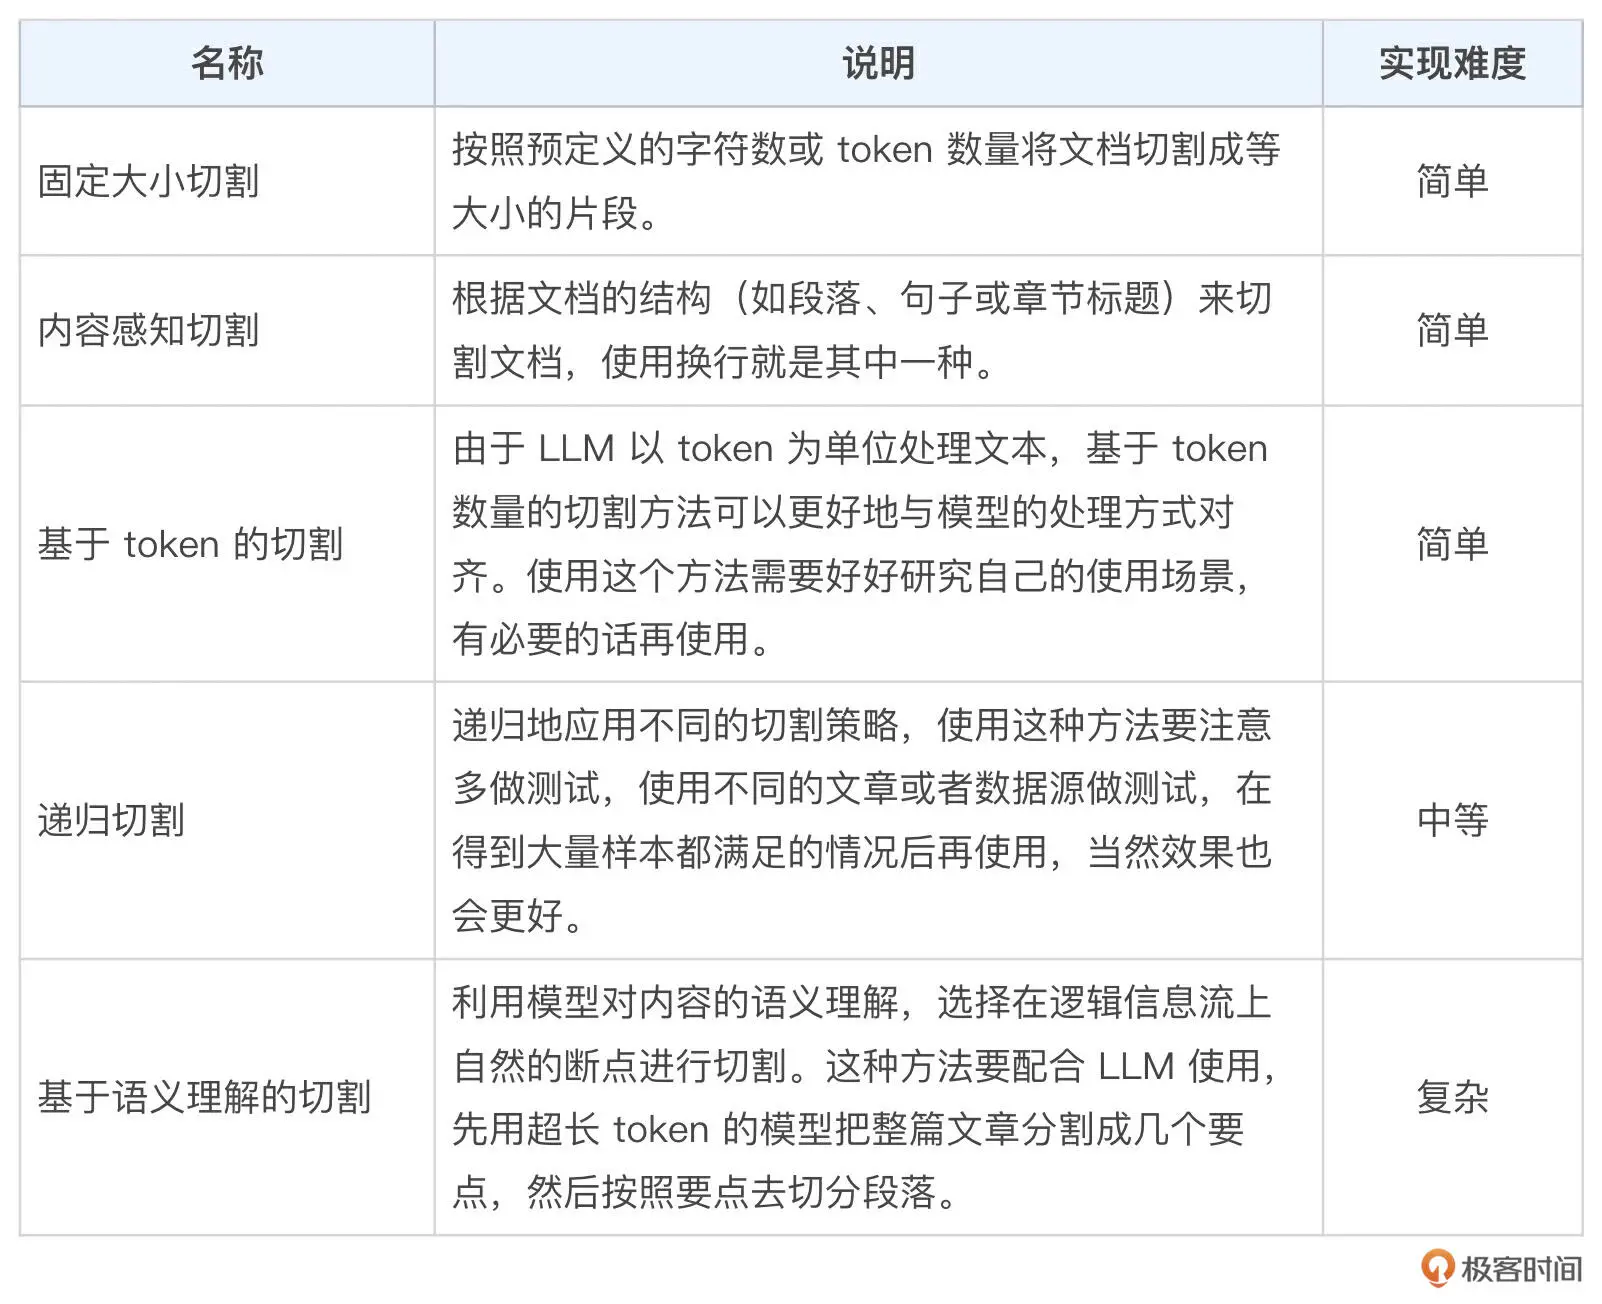 名称 说明 实现难度
固定大小切割
按照预定义的字符数或 token 数量将文档切割成等
大小的片段。
简单
内容感知切割
根据文档的结构（如段落、句子或章节标题）来切
割文档，使用换行就是其中一种。
简单
基于 token 的切割
由于 LLM 以 token 为单位处理文本，基于 token
数量的切割方法可以更好地与模型的处理方式对
齐。使用这个方法需要好好研究自己的使用场景，
有必要的话再使用。
简单
递归切割
递归地应用不同的切割策略，使用这种方法要注意
多做测试，使用不同的文章或者数据源做测试，在
得到大量样本都满足的情况后再使用，当然效果也
会更好。
中等
基于语义理解的切割
利用模型对内容的语义理解，选择在逻辑信息流上
自然的断点进行切割。这种方法要配合 LLM 使用，
先用超长 token 的模型把整篇文章分割成几个要
点，然后按照要点去切分段落。
复杂
极客时间